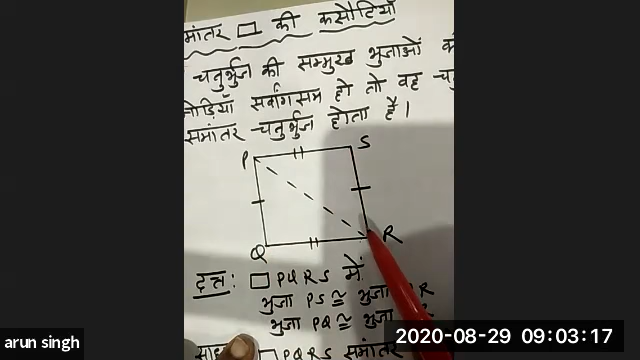 समांतर □ की कसौटियाँ
चतुर्भुज की सम्मुख भुजाओं की
जोड़ियाँ सर्वांगसम हो तो वह
समांतर चतुर्भुज होता है।
P S
Q R
दत्त: □ PQRS में
भुजा PS ≅ भुजा R
भुजा PQ ≅ भुजा
□ PQRS समांतर
arun singh
2020-08-29 09:03:17